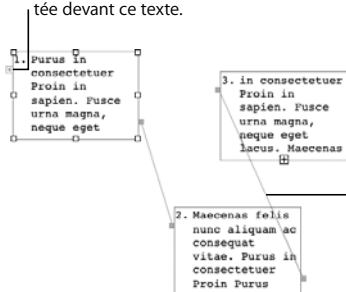 tée devant ce texte.
1. Purus in
consectetuer
Proin in
sapien. Fusce
urna magna,
neque eget
3. in consectetuer
Proin in
sapien. Fusce
urna magna,
neque eget
lacus. Maecenas
2. Maecenas felis
nunc aliquam ac
consequat
vitae. Purus in
consectetuer
Proin Purus